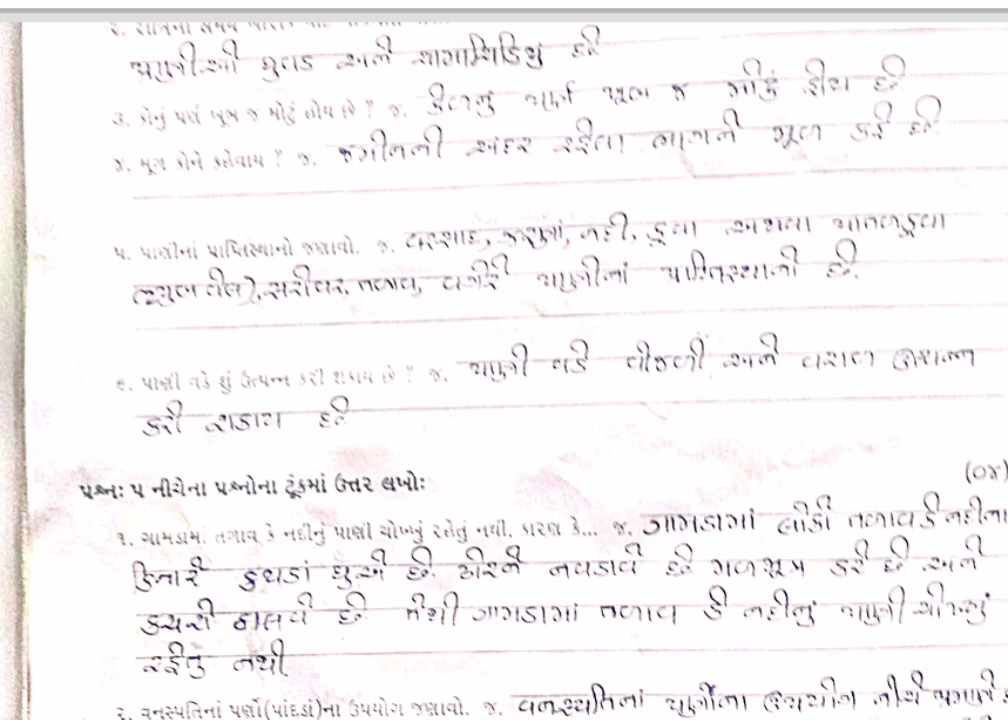 પ્રાણીઓ ઘુવડ અને ચામાચિડિયું છે.
૩. કોનું પર્ણ ખૂબ જ મોટું હોય છે ? જ. કેળનું પાર્ન ખૂબ જ મોટું હોય છે.
૪. મૂળ કોને કહેવાય ? જ. જમીનની અંદર રહેલા ભાગને મૂળ કહે છે.
૫. પાણીનાં પ્રાપ્તિસ્થાનો જણાવો. જ. વરસાદ, ઝરણાં, નદી, કૂવા અથવા પાતાળકૂવા
(ટ્યુબવેલ), સરોવર, તળાવ, વગેરે પાણીનાં પ્રાપ્તિસ્થાનો છે.
૬. પાણી વડે શું ઉત્પન્ન કરી શકાય છે ? જ. પાણી વડે વીજળી અને વરાળ ઉત્પન્ન
કરી શકાય છે
પ્રશ્ન: ૫ નીચેના પ્રશ્નોના ટૂંકમાં ઉત્તર લખો: (૦૪)
૧. ગામડામાં તળાવ કે નદીનું પાણી ચોખ્ખું રહેતું નથી. કારણ કે... જ. ગામડામાં લોકો તળાવ કે નદીના
કિનારે કપડાં ધુએ છે. ઢોરને નવડાવે છે મળમૂત્ર કરે છે અને
કચરો ઠાલવે છે. તેથી ગામડામાં તળાવ કે નદીનું પાણી ચોખ્ખું
રહેતુ નથી.
૨. વનસ્પતિનાં પર્ણો(પાંદડાં)ના ઉપયોગ જણાવો. જ. વનસ્પતિનાં પર્ણોના ઉપયોગ નીચે પ્રમાણે